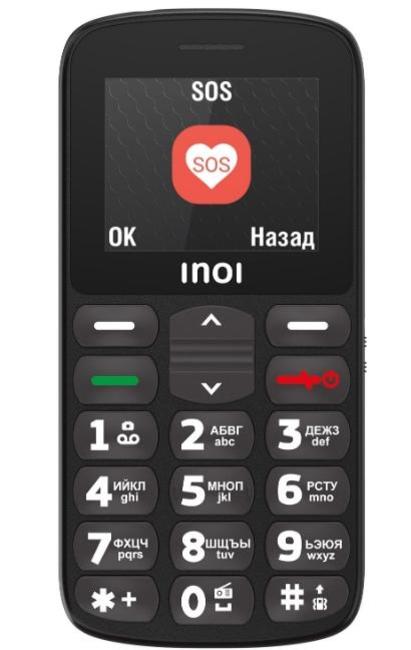 SOS
SOS
OK
Назад
INOI
1
2 АБВГ
abc
3 ДЕЖЗ
def
4 ИЙКЛ
ghi
5 МНОП
jkl
6 РСТУ
mno
7 ФХЦЧ
pqrs
8 ШЩЪЫ
tuv
9 ЬЭЮЯ
wxyz
* +
0
#